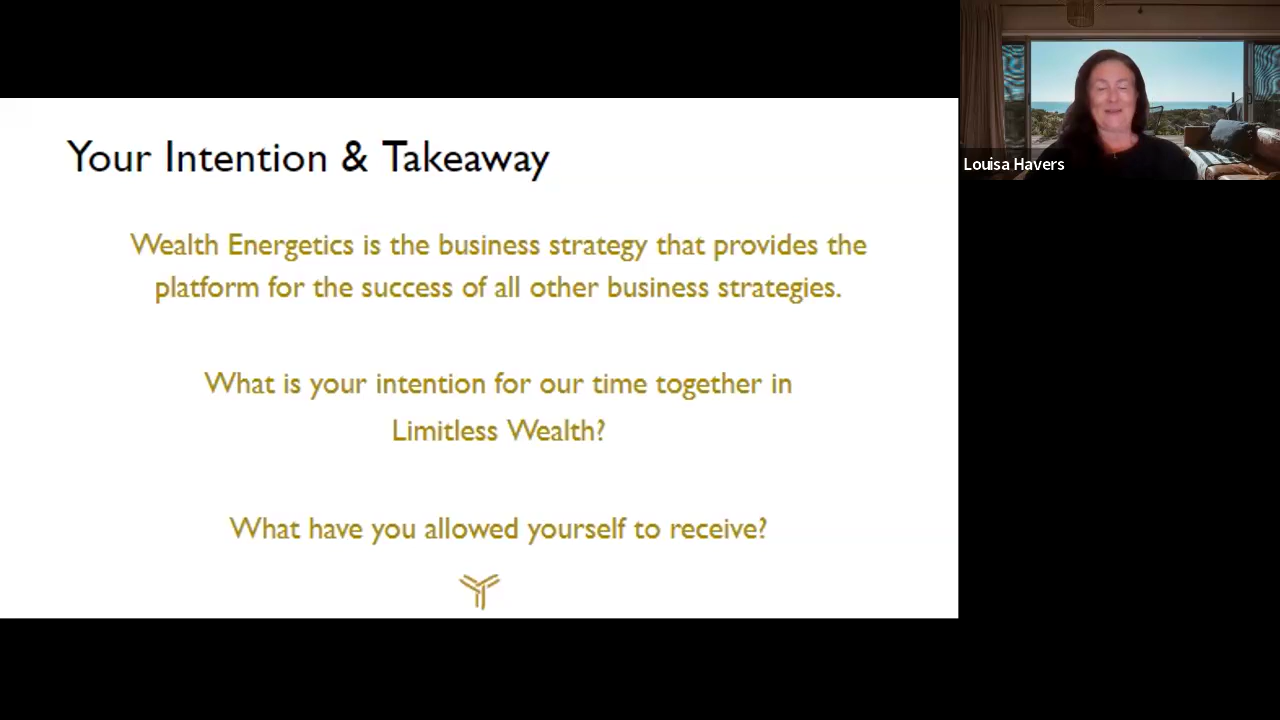 Your Intention & Takeaway
Wealth Energetics is the business strategy that provides the
platform for the success of all other business strategies.
What is your intention for our time together in
Limitless Wealth?
What have you allowed yourself to receive?
Louisa Havers